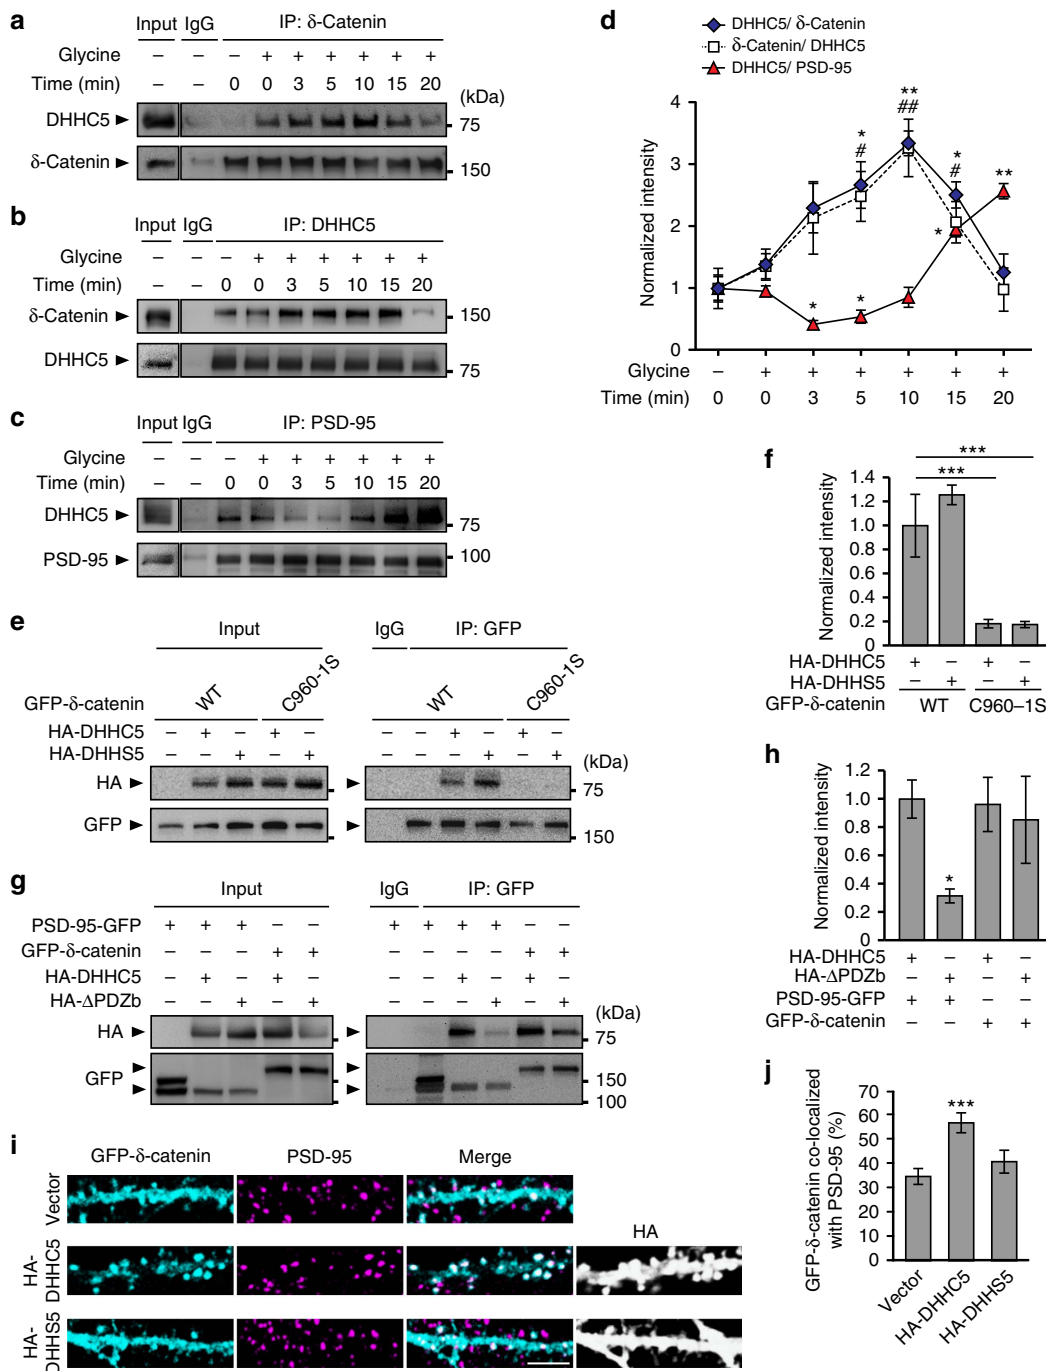 a
Input IgG IP: δ-Catenin
Glycine – – – + + + + + +
Time (min) – – 0 0 3 5 10 15 20
(kDa)
DHHC5 75
δ-Catenin 150
b
Input IgG IP: DHHC5
Glycine – – – + + + + + +
Time (min) – – 0 0 3 5 10 15 20
δ-Catenin 150
DHHC5 75
c
Input IgG IP: PSD-95
Glycine – – – + + + + + +
Time (min) – – 0 0 3 5 10 15 20
DHHC5 75
PSD-95 100
d
DHHC5/ δ-Catenin
δ-Catenin/ DHHC5
DHHC5/ PSD-95
Normalized intensity
4
3
2
1
0
* * * # ** ## * * # **
Glycine – + + + + + +
Time (min) 0 0 3 5 10 15 20
e
Input IgG IP: GFP
GFP-δ-catenin WT C960-1S WT C960-1S
HA-DHHC5 – + – + – – – + – + –
HA-DHHS5 – – + – + – – – + – +
(kDa)
HA 75
GFP 150
f
Normalized intensity
1.4
1.2
1.0
0.8
0.6
0.4
0.2
0
***
***
HA-DHHC5 + – + –
HA-DHHS5 – + – +
GFP-δ-catenin WT C960–1S
g
Input IgG IP: GFP
PSD-95-GFP + + + – – + + + + – –
GFP-δ-catenin – – – + + – – – – + +
HA-DHHC5 – + – + – – – + – + –
HA-ΔPDZb – – + – + – – – + – +
(kDa)
HA 75
GFP 150
100
h
Normalized intensity
1.2
1.0
0.8
0.6
0.4
0.2
0
*
HA-DHHC5 + – + –
HA-ΔPDZb – + – +
PSD-95-GFP + + – –
GFP-δ-catenin – – + +
i
GFP-δ-catenin PSD-95 Merge
Vector
HA
HA-
DHHC5
HA-
DHHS5
j
GFP-δ-catenin co-localized
with PSD-95 (%)
70
60
50
40
30
20
10
0
***
Vector HA-DHHC5 HA-DHHS5